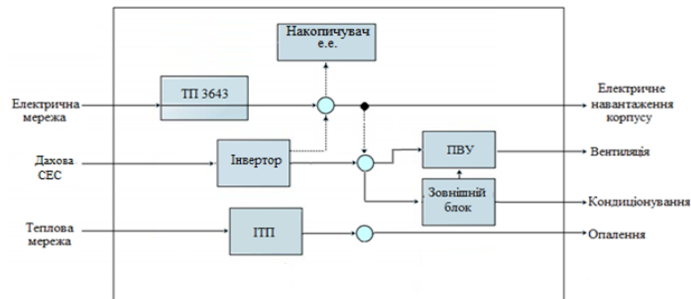 Накопичувач
е.е.
ТП 3643
Електрична
мережа
Електричне
навантаження
корпусу
Дахова
СЕС
Інвертор
ПВУ
Вентиляція
Зовнішній
блок
Кондиціонування
Теплова
мережа
ІТП
Опалення